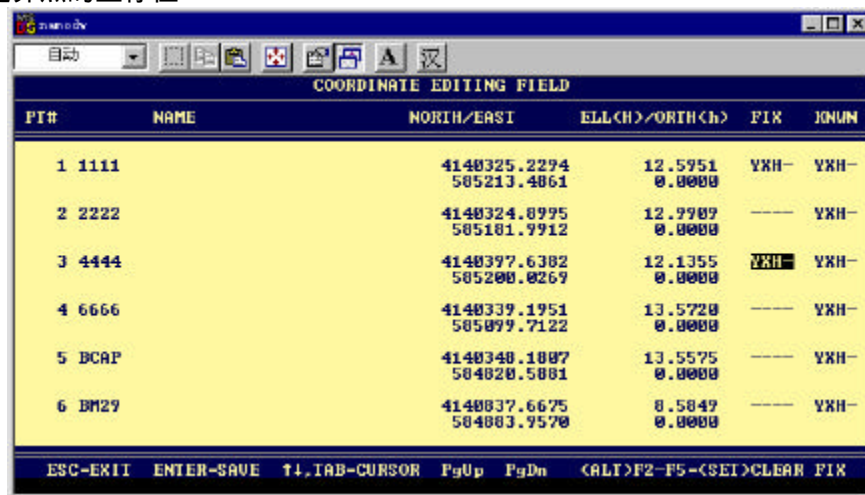 nanodv
自动
A 汉
COORDINATE EDITING FIELD
PT# NAME NORTH/EAST ELL(H)/ORTH(h) FIX KNWN
1 1111 4140325.2294 12.5951 YXH- YXH-
585213.4861 0.0000
2 2222 4140324.8995 12.9909 ---- YXH-
585181.9912 0.0000
3 4444 4140397.6382 12.1355 YXH- YXH-
585200.0269 0.0000
4 6666 4140339.1951 13.5720 ---- YXH-
585099.7122 0.0000
5 BCAP 4140348.1807 13.5575 ---- YXH-
584820.5881 0.0000
6 BM29 4140837.6675 8.5849 ---- YXH-
584883.9570 0.0000
ESC-EXIT ENTER-SAVE ↑↓,TAB-CURSOR PgUp PgDn <ALT>F2-F5-<SET>CLEAR FIX